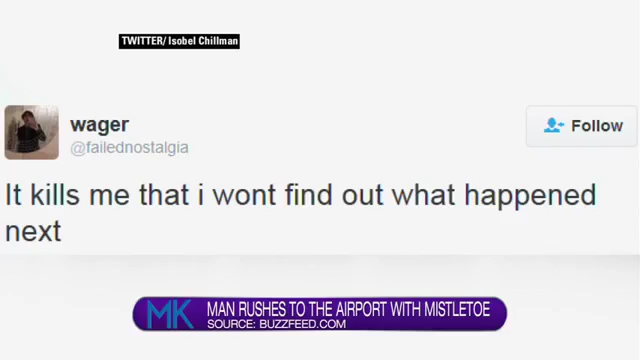 TWITTER/ Isobel Chillman
wager
@failednostalgia
Follow
It kills me that i wont find out what happened
next
MK
MAN RUSHES TO THE AIRPORT WITH MISTLETOE
SOURCE: BUZZFEED.COM